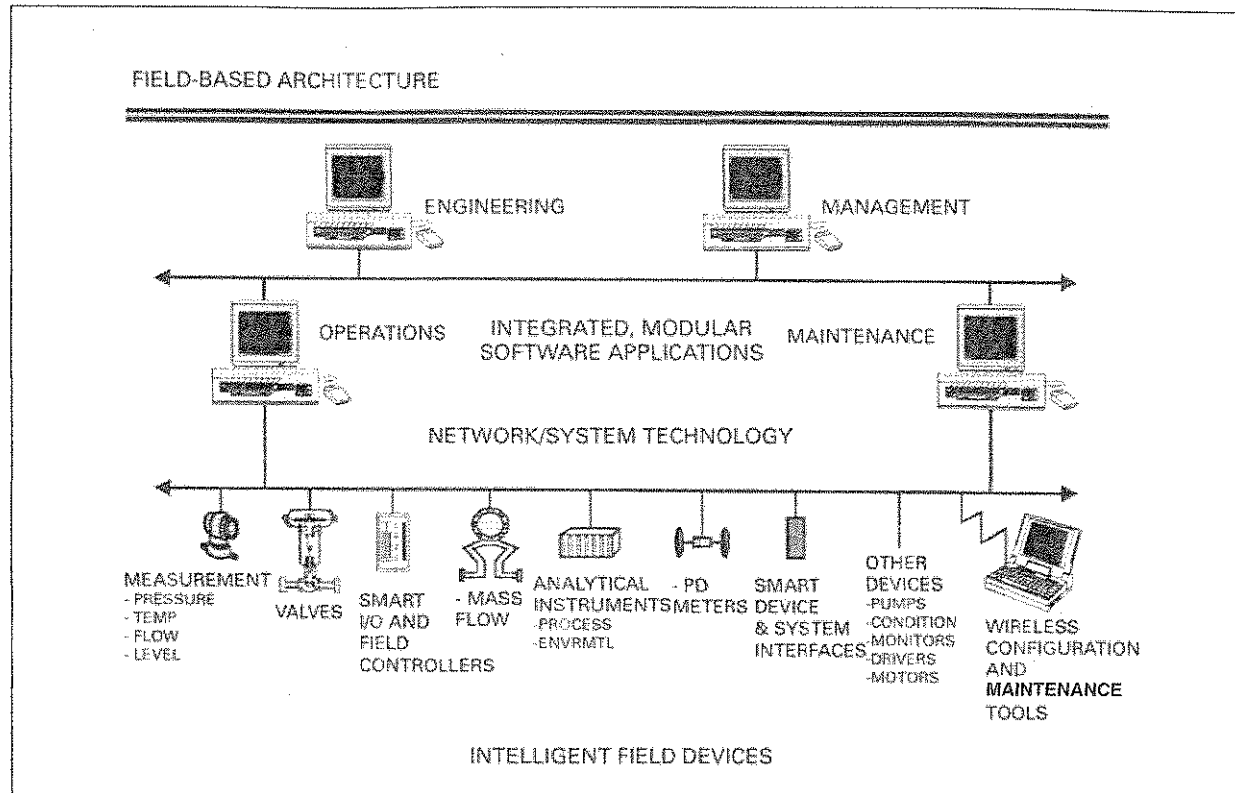 FIELD-BASED ARCHITECTURE
ENGINEERING
MANAGEMENT
OPERATIONS
INTEGRATED, MODULAR
SOFTWARE APPLICATIONS
MAINTENANCE
NETWORK/SYSTEM TECHNOLOGY
MEASUREMENT
- PRESSURE
- TEMP
- FLOW
- LEVEL
VALVES
SMART
I/O AND
FIELD
CONTROLLERS
- MASS
FLOW
ANALYTICAL
INSTRUMENTS
-PROCESS
-ENVRMTL
- PD
METERS
SMART
DEVICE
& SYSTEM
INTERFACES
OTHER
DEVICES
-PUMPS
-CONDITION
-MONITORS
-DRIVERS
-MOTORS
WIRELESS
CONFIGURATION
AND
MAINTENANCE
TOOLS
INTELLIGENT FIELD DEVICES